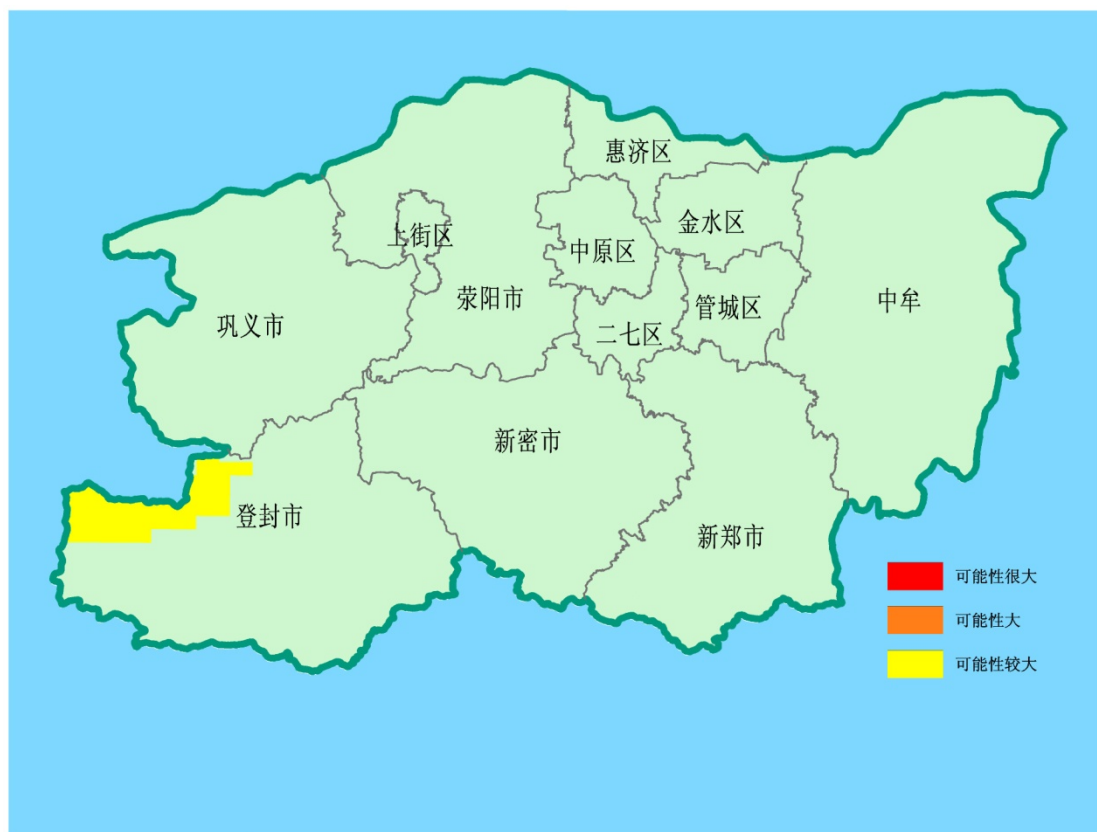 惠济区
金水区
上街区
中原区
荥阳市
中牟
管城区
巩义市
二七区
新密市
登封市
新郑市
可能性很大
可能性大
可能性较大